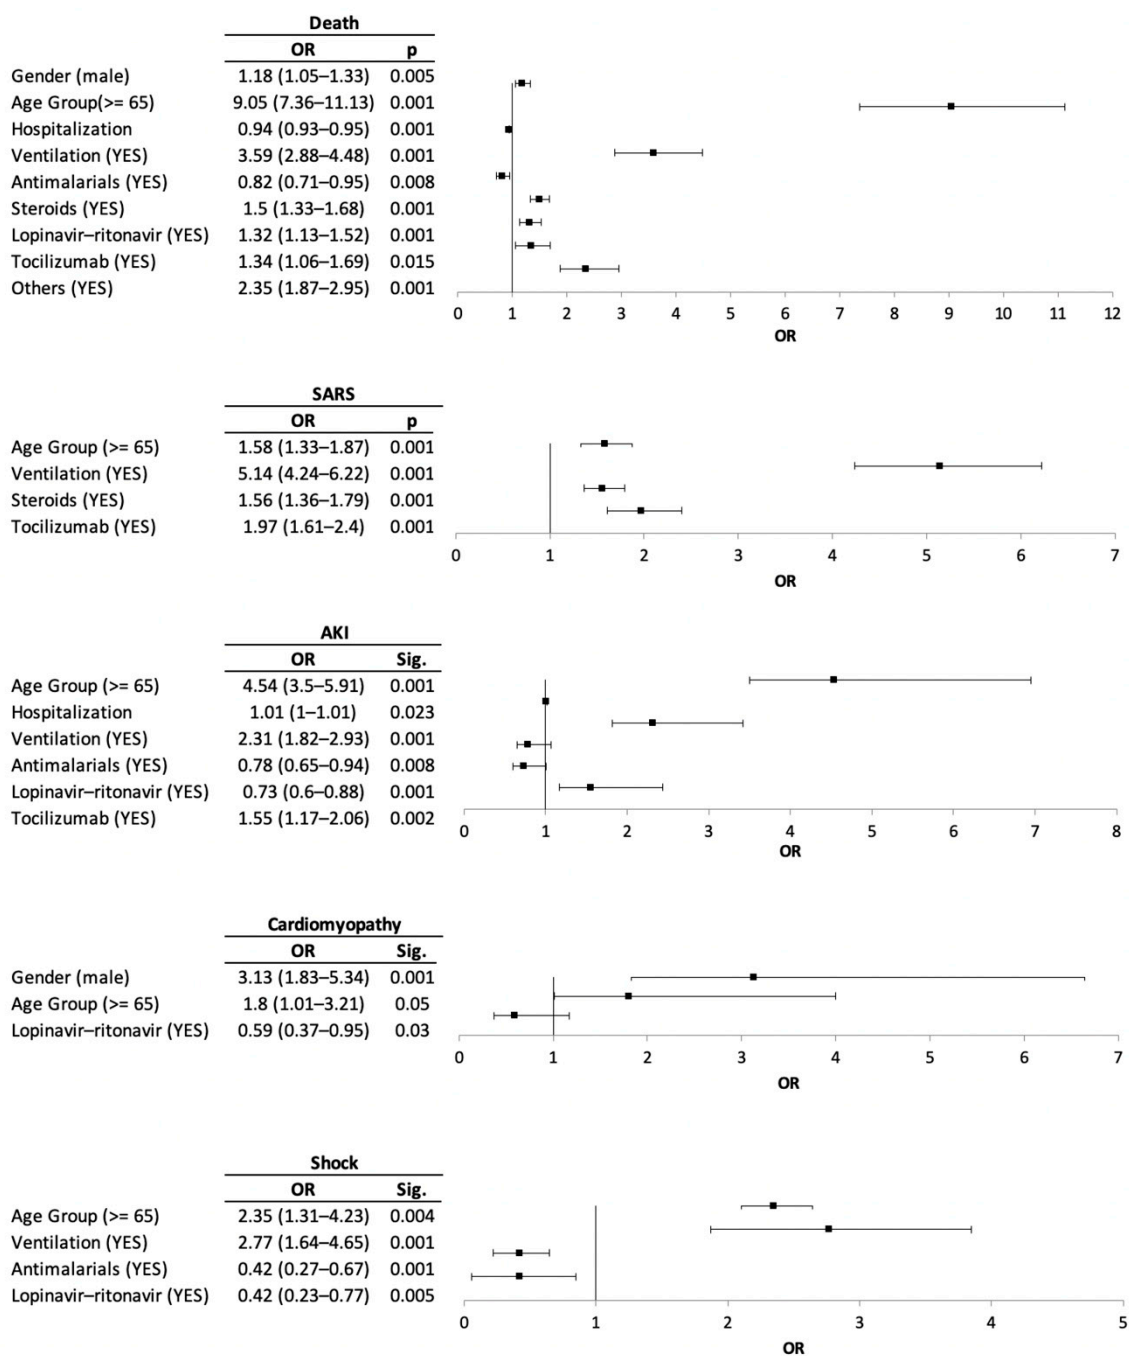 Death
OR p
Gender (male) 1.18 (1.05–1.33) 0.005
Age Group(>= 65) 9.05 (7.36–11.13) 0.001
Hospitalization 0.94 (0.93–0.95) 0.001
Ventilation (YES) 3.59 (2.88–4.48) 0.001
Antimalarials (YES) 0.82 (0.71–0.95) 0.008
Steroids (YES) 1.5 (1.33–1.68) 0.001
Lopinavir–ritonavir (YES) 1.32 (1.13–1.52) 0.001
Tocilizumab (YES) 1.34 (1.06–1.69) 0.015
Others (YES) 2.35 (1.87–2.95) 0.001
0 1 2 3 4 5 6 7 8 9 10 11 12
OR
SARS
OR p
Age Group (>= 65) 1.58 (1.33–1.87) 0.001
Ventilation (YES) 5.14 (4.24–6.22) 0.001
Steroids (YES) 1.56 (1.36–1.79) 0.001
Tocilizumab (YES) 1.97 (1.61–2.4) 0.001
0 1 2 3 4 5 6 7
OR
AKI
OR Sig.
Age Group (>= 65) 4.54 (3.5–5.91) 0.001
Hospitalization 1.01 (1–1.01) 0.023
Ventilation (YES) 2.31 (1.82–2.93) 0.001
Antimalarials (YES) 0.78 (0.65–0.94) 0.008
Lopinavir–ritonavir (YES) 0.73 (0.6–0.88) 0.001
Tocilizumab (YES) 1.55 (1.17–2.06) 0.002
0 1 2 3 4 5 6 7 8
OR
Cardiomyopathy
OR Sig.
Gender (male) 3.13 (1.83–5.34) 0.001
Age Group (>= 65) 1.8 (1.01–3.21) 0.05
Lopinavir–ritonavir (YES) 0.59 (0.37–0.95) 0.03
0 1 2 3 4 5 6 7
OR
Shock
OR Sig.
Age Group (>= 65) 2.35 (1.31–4.23) 0.004
Ventilation (YES) 2.77 (1.64–4.65) 0.001
Antimalarials (YES) 0.42 (0.27–0.67) 0.001
Lopinavir–ritonavir (YES) 0.42 (0.23–0.77) 0.005
0 1 2 3 4 5
OR